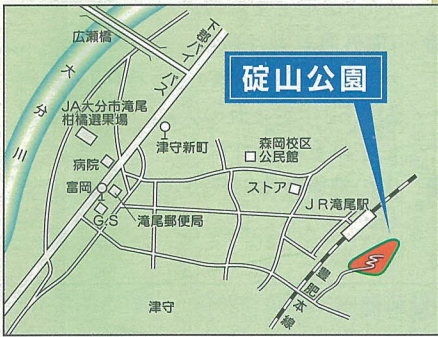 広瀬橋
下郡バイパス
大分川
碇山公園
JA大分市滝尾
柑橘選果場
津守新町
森岡校区
公民館
病院
ストア
富岡
JR滝尾駅
G.S
滝尾郵便局
豊肥本線
津守